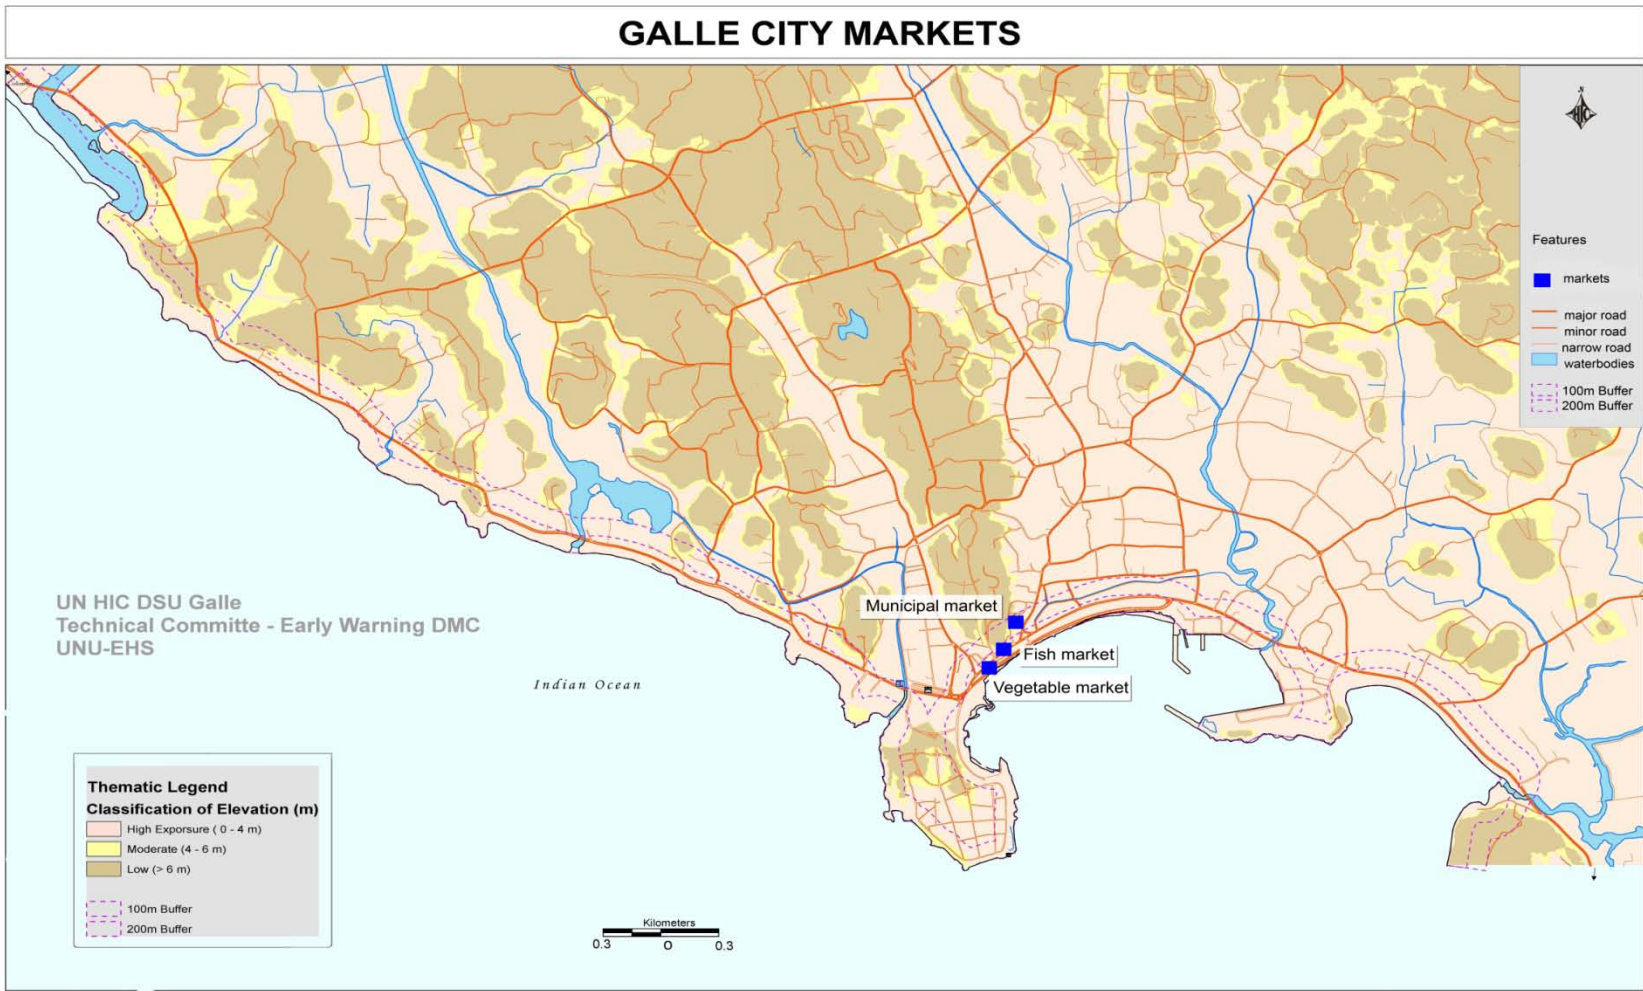 GALLE CITY MARKETS
Features
markets
major road
minor road
narrow road
waterbodies
100m Buffer
200m Buffer
Municipal market
Fish market
Vegetable market
UN HIC DSU Galle
Technical Committe - Early Warning DMC
UNU-EHS
Indian Ocean
Thematic Legend
Classification of Elevation (m)
High Exporsure ( 0 - 4 m)
Moderate (4 - 6 m)
Low (> 6 m)
100m Buffer
200m Buffer
Kilometers
0.3 0 0.3
HIC